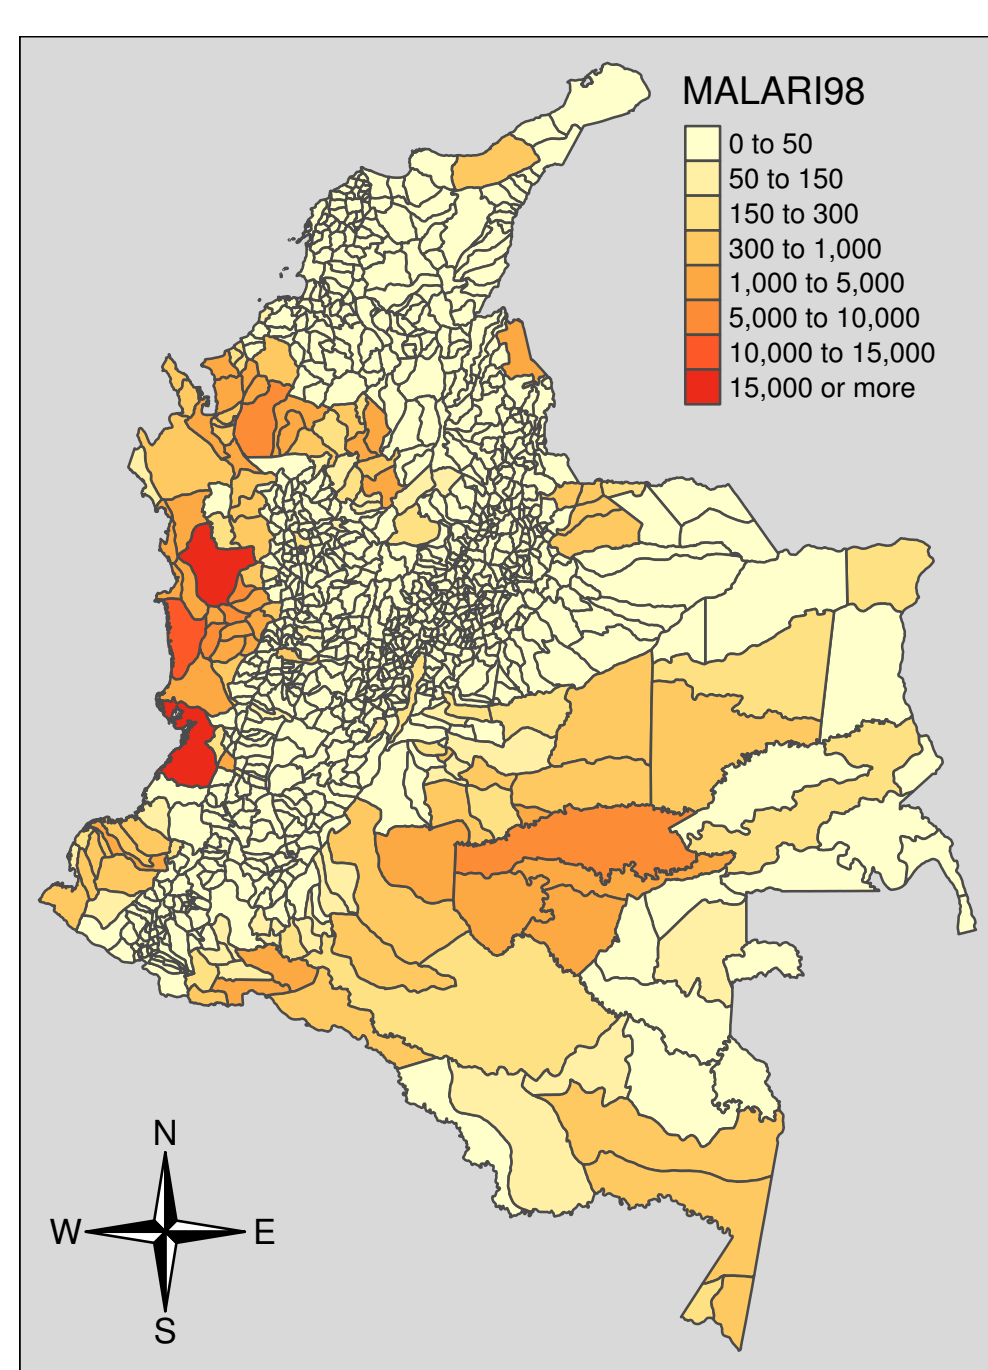 MALARI98
0 to 50
50 to 150
150 to 300
300 to 1,000
1,000 to 5,000
5,000 to 10,000
10,000 to 15,000
15,000 or more
N
W E
S